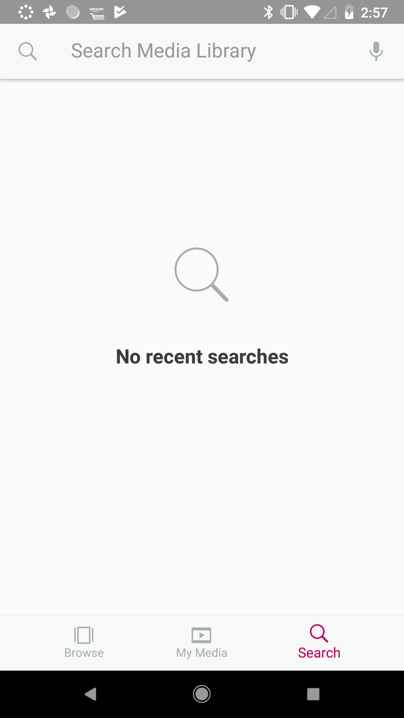 2:57
Search Media Library
No recent searches
Browse
My Media
Search